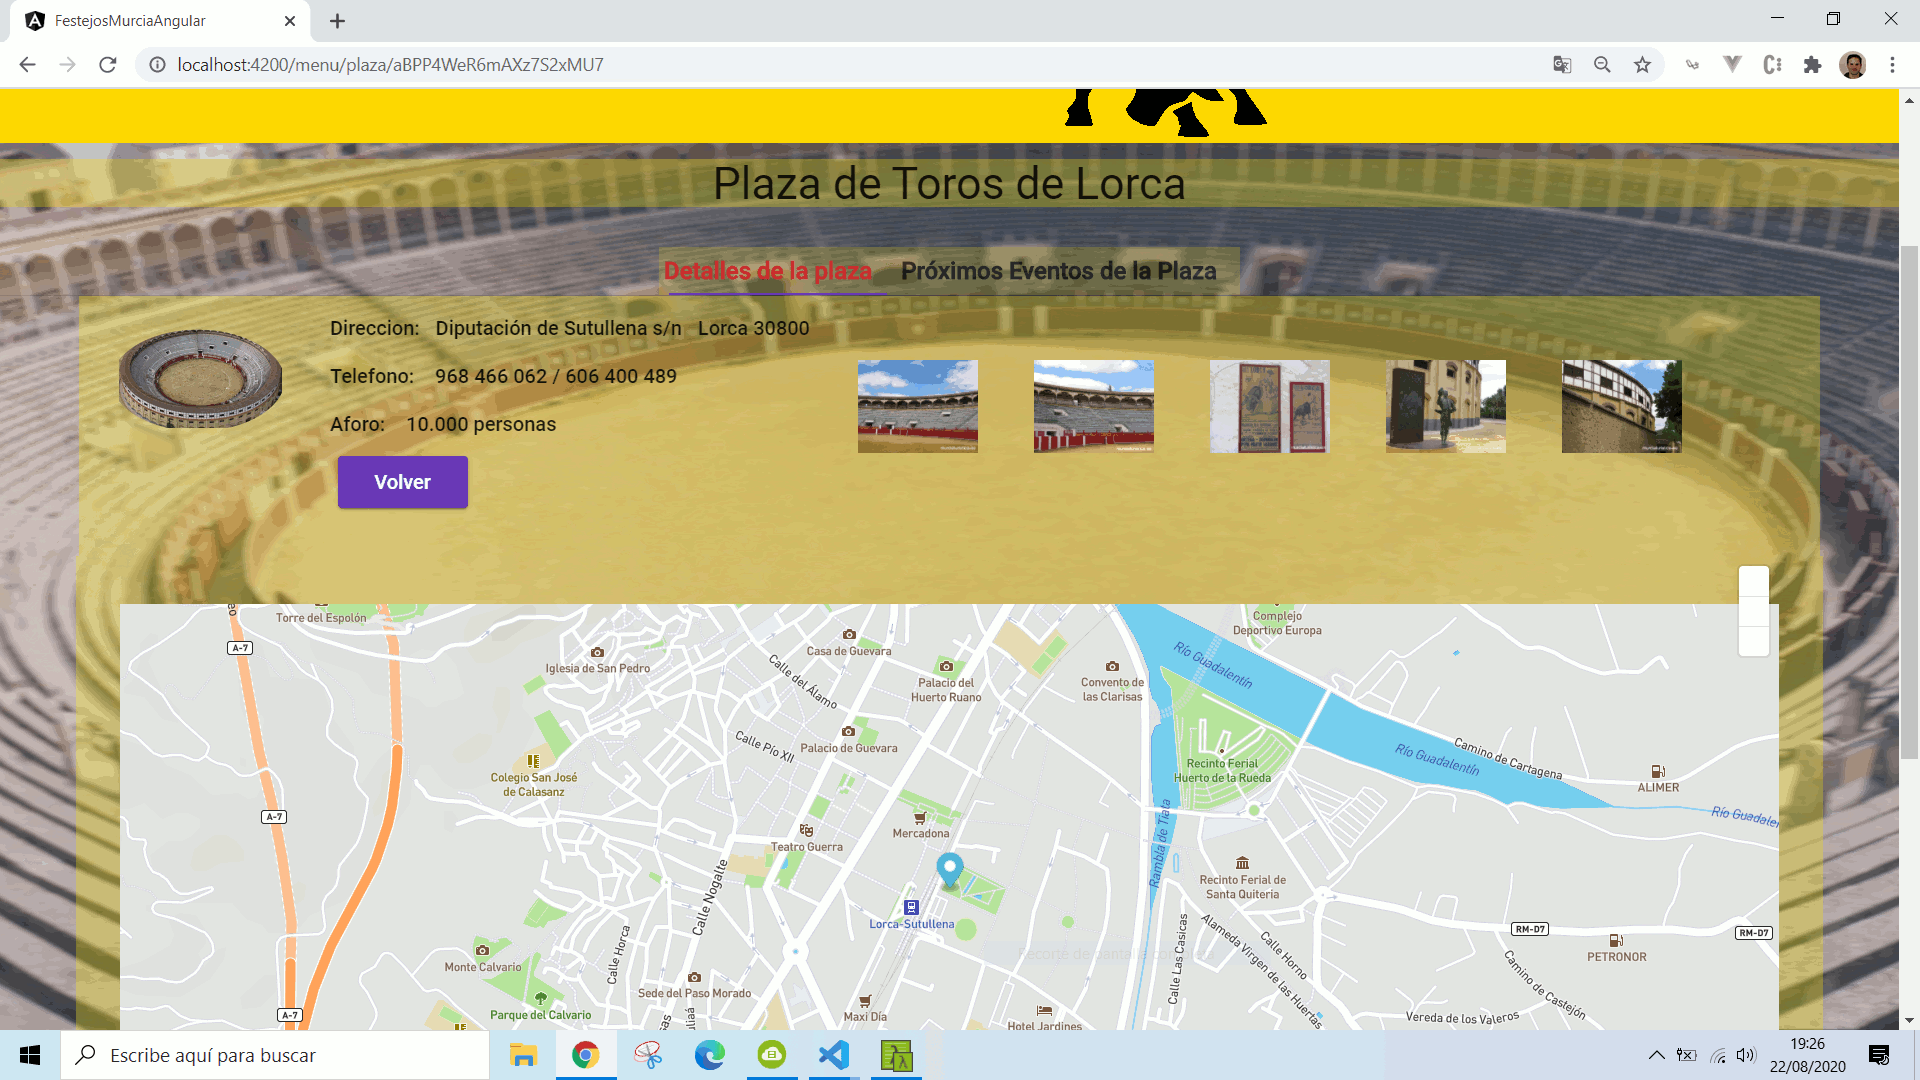 FestejosMurciaAngular
localhost:4200/menu/plaza/aBPP4WeR6mAXz7S2xMU7
Plaza de Toros de Lorca
Detalles de la plaza Próximos Eventos de la Plaza
Direccion: Diputación de Sutullena s/n Lorca 30800
Telefono: 968 466 062 / 606 400 489
Aforo: 10.000 personas
Volver
Torre del Espolón
Complejo
Deportivo Europa
A-7
Iglesia de San Pedro
Casa de Guevara
Calle del Álamo
Palacio del
Huerto Ruano
Convento de
las Clarisas
Río Guadalentín
Calle Pío XII
Palacio de Guevara
Río Guadalentín
Camino de Cartagena
Colegio San José
de Calasanz
Recinto Ferial
Huerto de la Rueda
ALIMER
A-7
Mercadona
Teatro Guerra
Rambla de Tiata
Calle Nogalte
Recinto Ferial de
Santa Quiteria
Lorca-Sutullena
RM-D7
RM-D7
Calle Horca
Monte Calvario
Recorte de pantalla completa
Calle Las Casicas
Alameda Virgen de las Huertas
Calle Horno
PETRONOR
Camino de Castejón
Sede del Paso Morado
A-7
Parque del Calvario
Maxi Día
Hotel Jardines
Vereda de los Valeros
Escribe aquí para buscar
19:26
22/08/2020